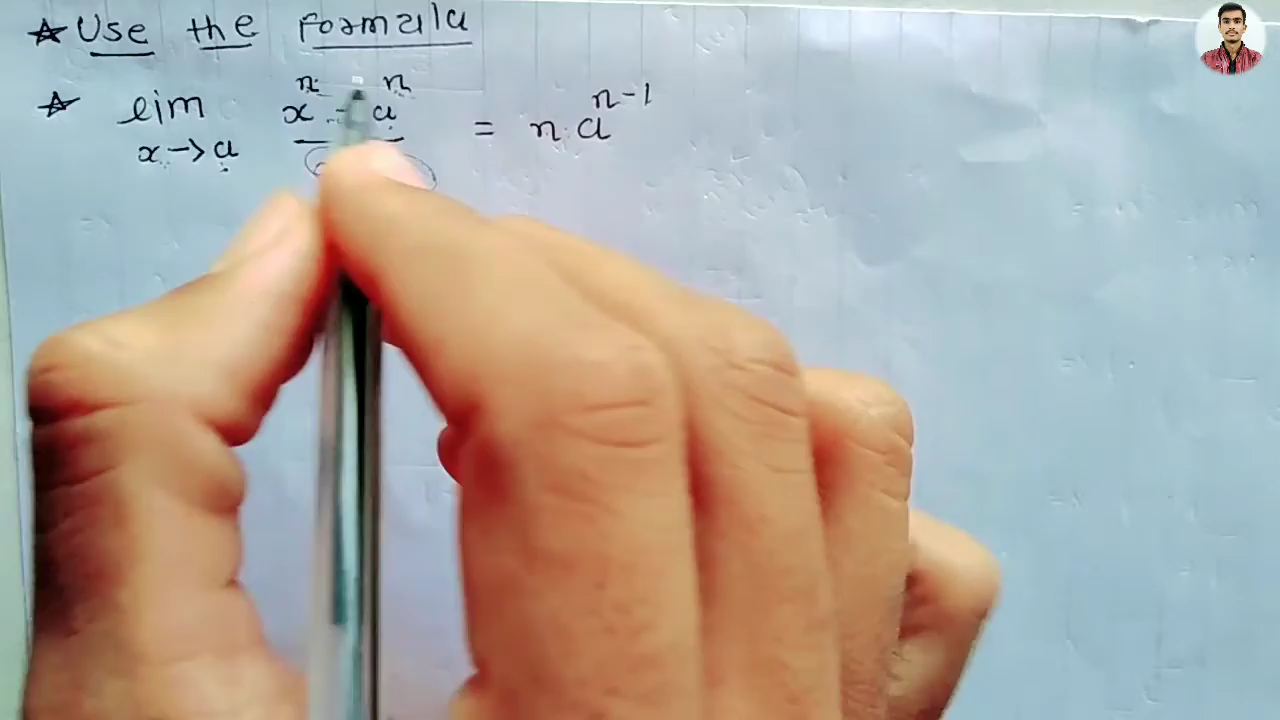 ★ Use the Formula
★ lim x→a xⁿ - aⁿ = n.aⁿ⁻¹